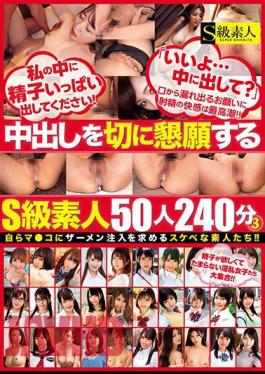 S級素人
私の中に
精子いっぱい
出してください!
「いいよ…
中に出して?」
口から漏れ出るお願いに
射精の快感は最高潮!!
中出しを切に懇願する
S級素人50人240分3
自らマ●コにザーメン注入を求めるスケベな素人たち!!
精子が欲しくて
たまらない淫乱女子たち
大集合!!